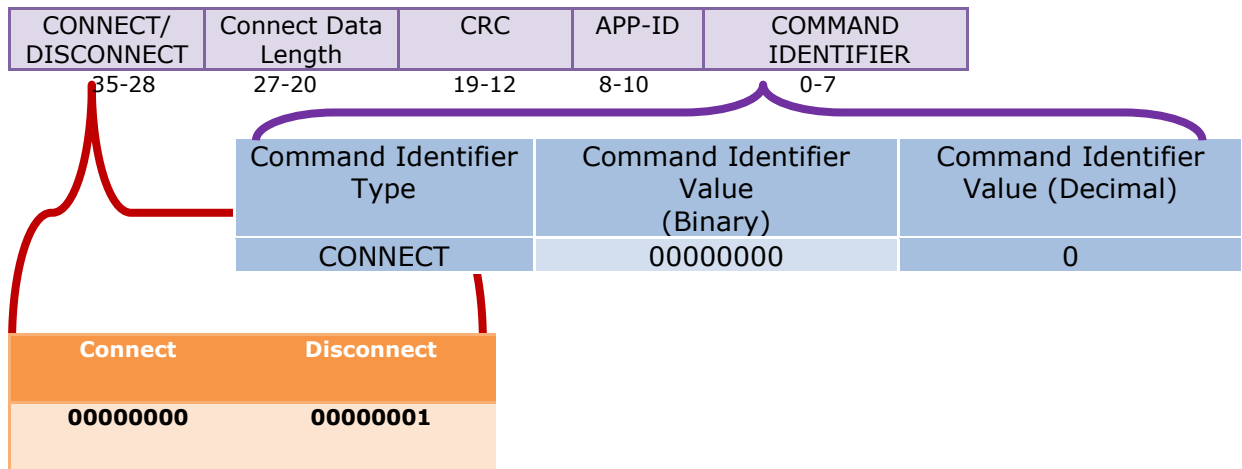 CONNECT/
DISCONNECT
Connect Data
Length
CRC
APP-ID
COMMAND
IDENTIFIER
35-28
27-20
19-12
8-10
0-7
Command Identifier
Type
Command Identifier
Value
(Binary)
Command Identifier
Value (Decimal)
CONNECT
00000000
0
Connect
Disconnect
00000000
00000001